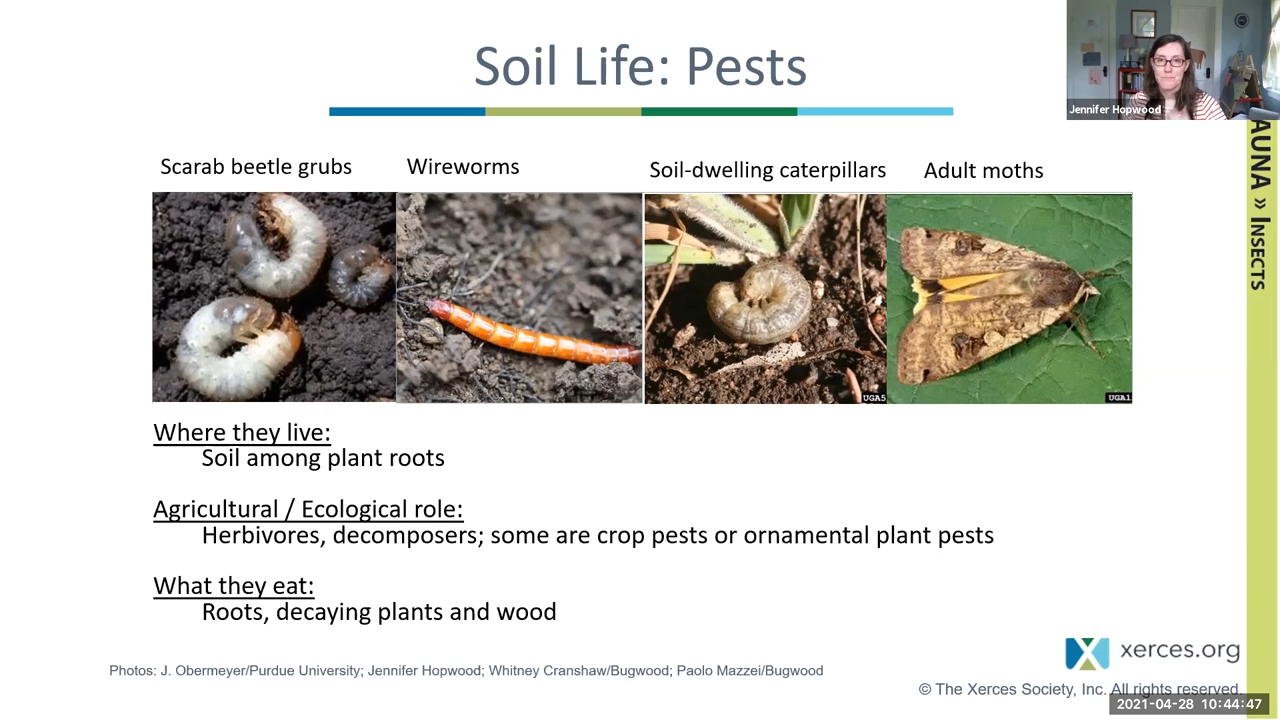 Soil Life: Pests
Jennifer Hopwood
AUNA » INSECTS
Scarab beetle grubs
Wireworms
Soil-dwelling caterpillars
Adult moths
UGA5
UGA1
Where they live:
Soil among plant roots
Agricultural / Ecological role:
Herbivores, decomposers; some are crop pests or ornamental plant pests
What they eat:
Roots, decaying plants and wood
xerces.org
Photos: J. Obermeyer/Purdue University; Jennifer Hopwood; Whitney Cranshaw/Bugwood; Paolo Mazzei/Bugwood
© The Xerces Society, Inc. All rights reserved.
2021-04-28 10:44:47